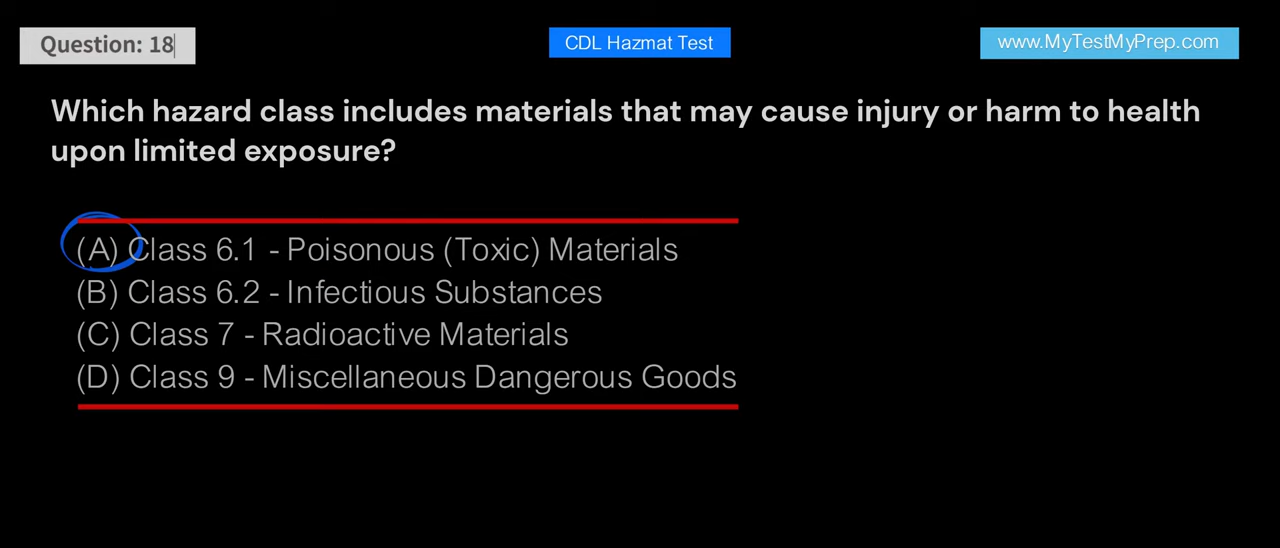 Question: 18
CDL Hazmat Test
www.MyTestMyPrep.com
Which hazard class includes materials that may cause injury or harm to health
upon limited exposure?
(A) Class 6.1 - Poisonous (Toxic) Materials
(B) Class 6.2 - Infectious Substances
(C) Class 7 - Radioactive Materials
(D) Class 9 - Miscellaneous Dangerous Goods